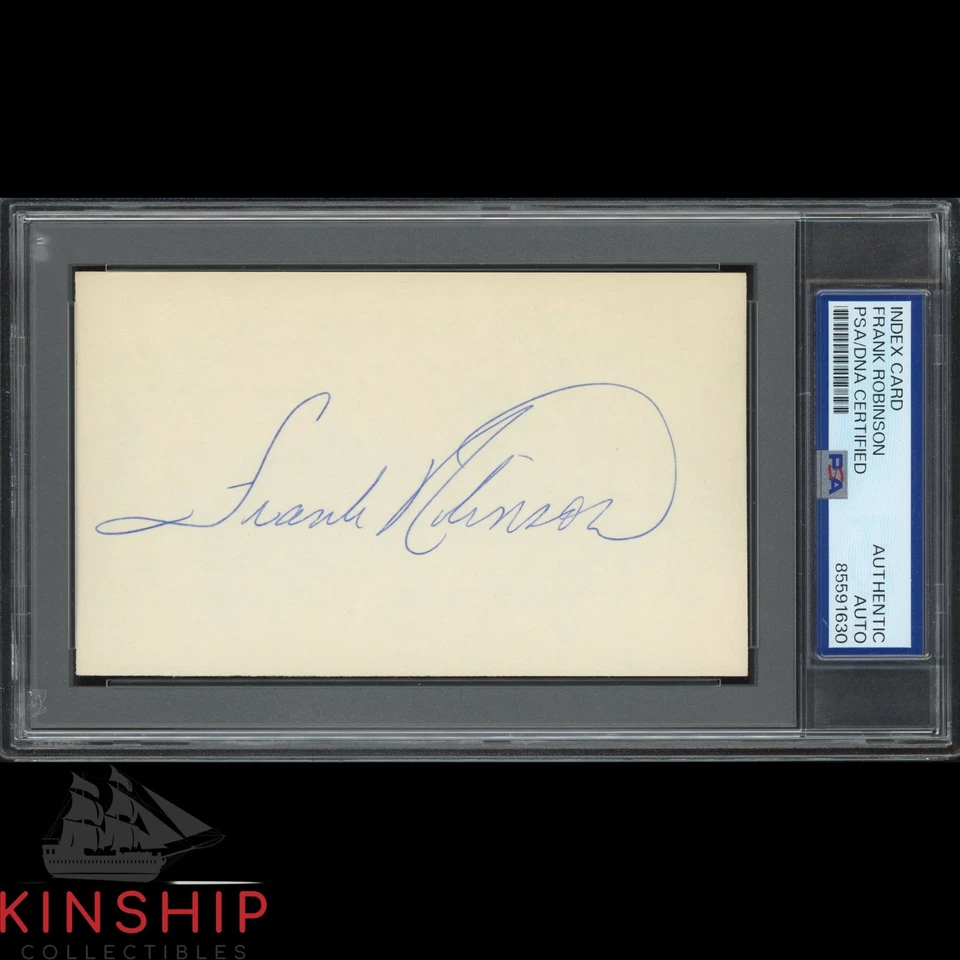 Frank Robinson
INDEX CARD
FRANK ROBINSON
PSA/DNA CERTIFIED
PSA
AUTHENTIC
AUTO
85591630
KINSHIP
COLLECTIBLES